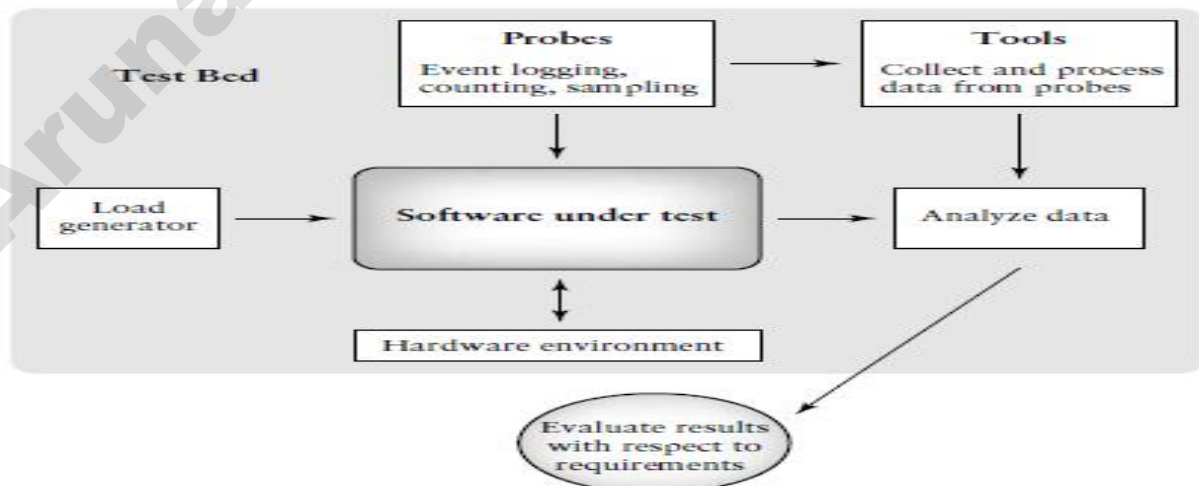 Aruna
Test Bed
Probes
Event logging,
counting, sampling
Tools
Collect and process
data from probes
Load
generator
Software under test
Analyze data
Hardware environment
Evaluate results
with respect to
requirements